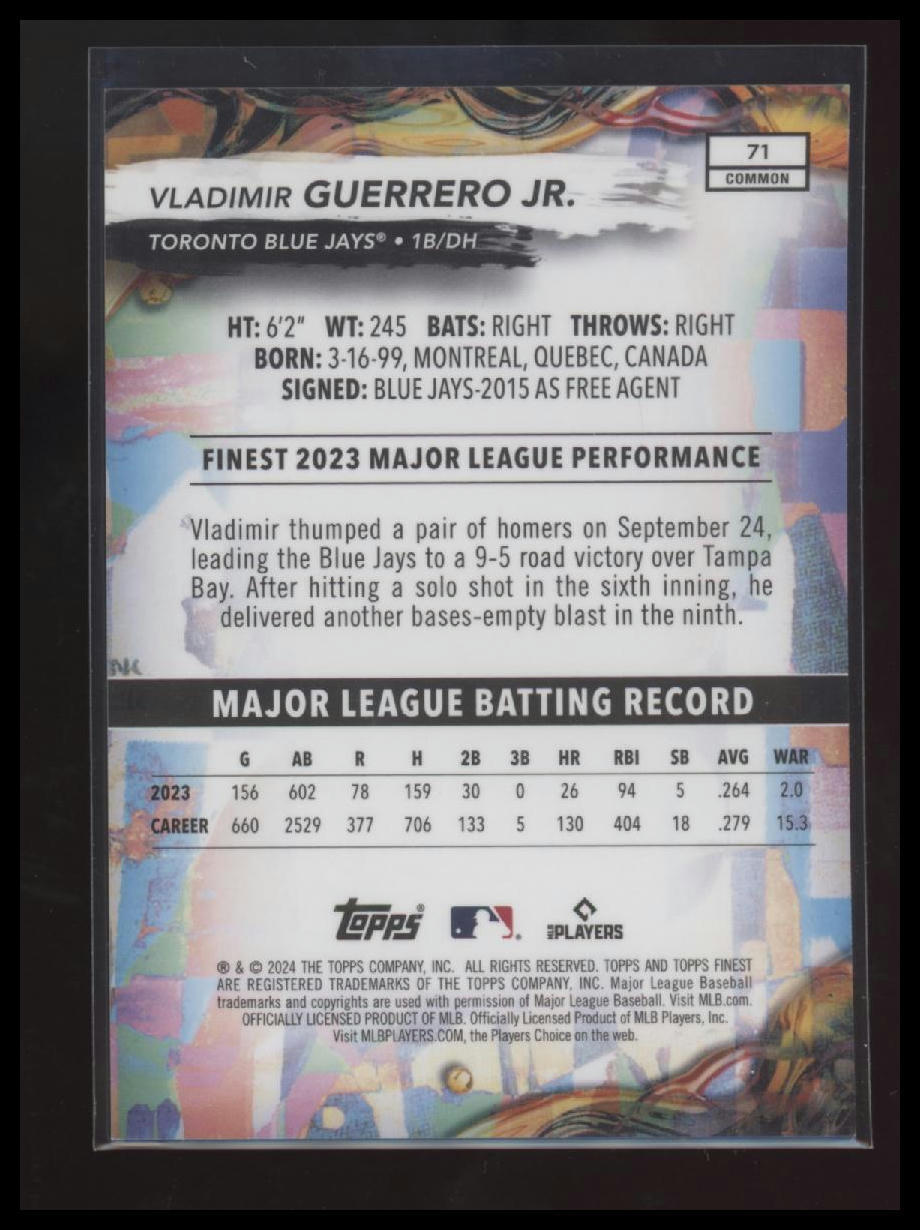 71
COMMON
VLADIMIR GUERRERO JR.
TORONTO BLUE JAYS® • 1B/DH
HT: 6'2" WT: 245 BATS: RIGHT THROWS: RIGHT
BORN: 3-16-99, MONTREAL, QUEBEC, CANADA
SIGNED: BLUE JAYS-2015 AS FREE AGENT
FINEST 2023 MAJOR LEAGUE PERFORMANCE
Vladimir thumped a pair of homers on September 24,
leading the Blue Jays to a 9-5 road victory over Tampa
Bay. After hitting a solo shot in the sixth inning, he
delivered another bases-empty blast in the ninth.
MAJOR LEAGUE BATTING RECORD
G AB R H 2B 3B HR RBI SB AVG WAR
2023 156 602 78 159 30 0 26 94 5 .264 2.0
CAREER 660 2529 377 706 133 5 130 404 18 .279 15.3
Topps® MLB PLAYERS
® & © 2024 THE TOPPS COMPANY, INC. ALL RIGHTS RESERVED. TOPPS AND TOPPS FINEST
ARE REGISTERED TRADEMARKS OF THE TOPPS COMPANY, INC. Major League Baseball
trademarks and copyrights are used with permission of Major League Baseball. Visit MLB.com.
OFFICIALLY LICENSED PRODUCT OF MLB. Officially Licensed Product of MLB Players, Inc.
Visit MLBPLAYERS.COM, the Players Choice on the web.